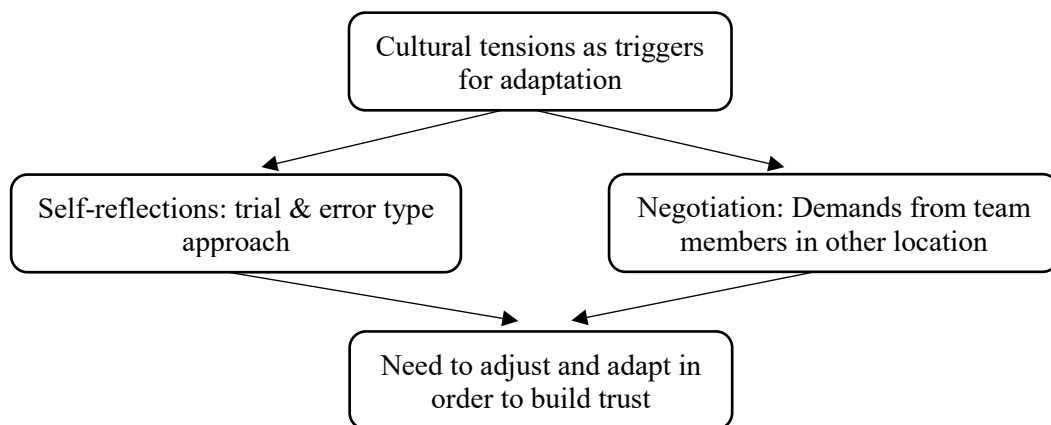 Cultural tensions as triggers
for adaptation
Self-reflections: trial & error type
approach
Negotiation: Demands from team
members in other location
Need to adjust and adapt in
order to build trust